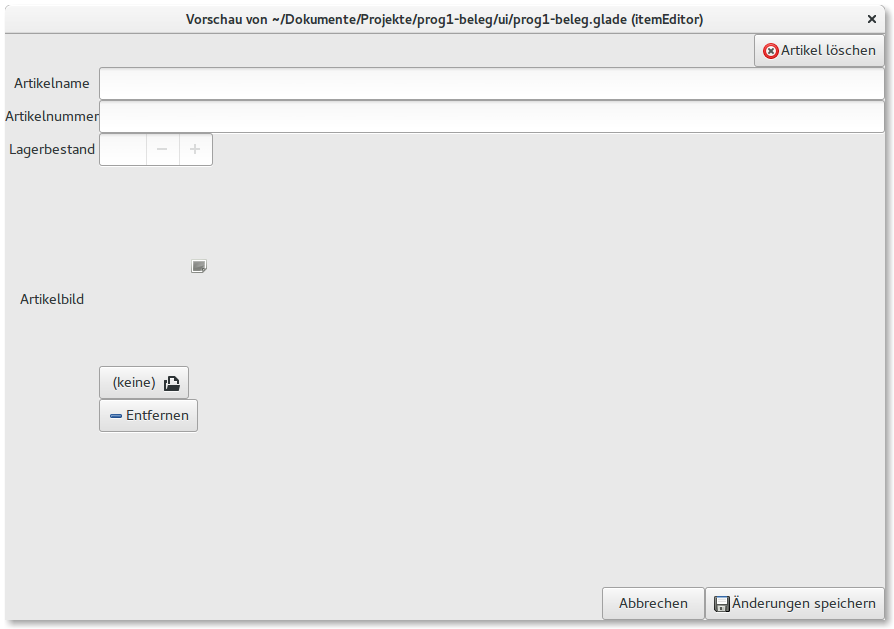 Vorschau von ~/Dokumente/Projekte/prog1-beleg/ui/prog1-beleg.glade (itemEditor)
Artikel löschen
Artikelname
Artikelnummer
Lagerbestand
Artikelbild
(keine)
Entfernen
Abbrechen
Änderungen speichern